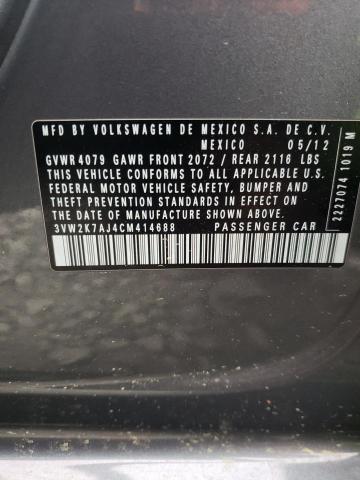 MFD BY VOLKSWAGEN DE MEXICO S.A. DE C.V.
MEXICO 05/12
GVWR 4079 GAWR FRONT 2072 / REAR 2116 LBS
THIS VEHICLE CONFORMS TO ALL APPLICABLE U.S.
FEDERAL MOTOR VEHICLE SAFETY, BUMPER AND
THEFT PREVENTION STANDARDS IN EFFECT ON THE
DATE OF MANUFACTURE SHOWN ABOVE.
3VW2K7AJ4CM414688 PASSENGER CAR
2227074 1019 M